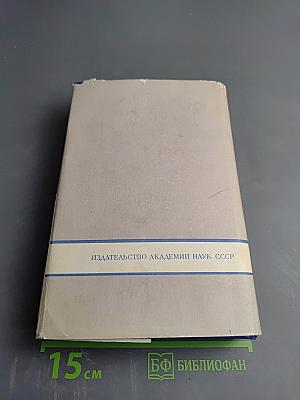 ИЗДАТЕЛЬСТВО АКАДЕМИИ НАУК СССР
15 см БФ БИБЛИОФАН